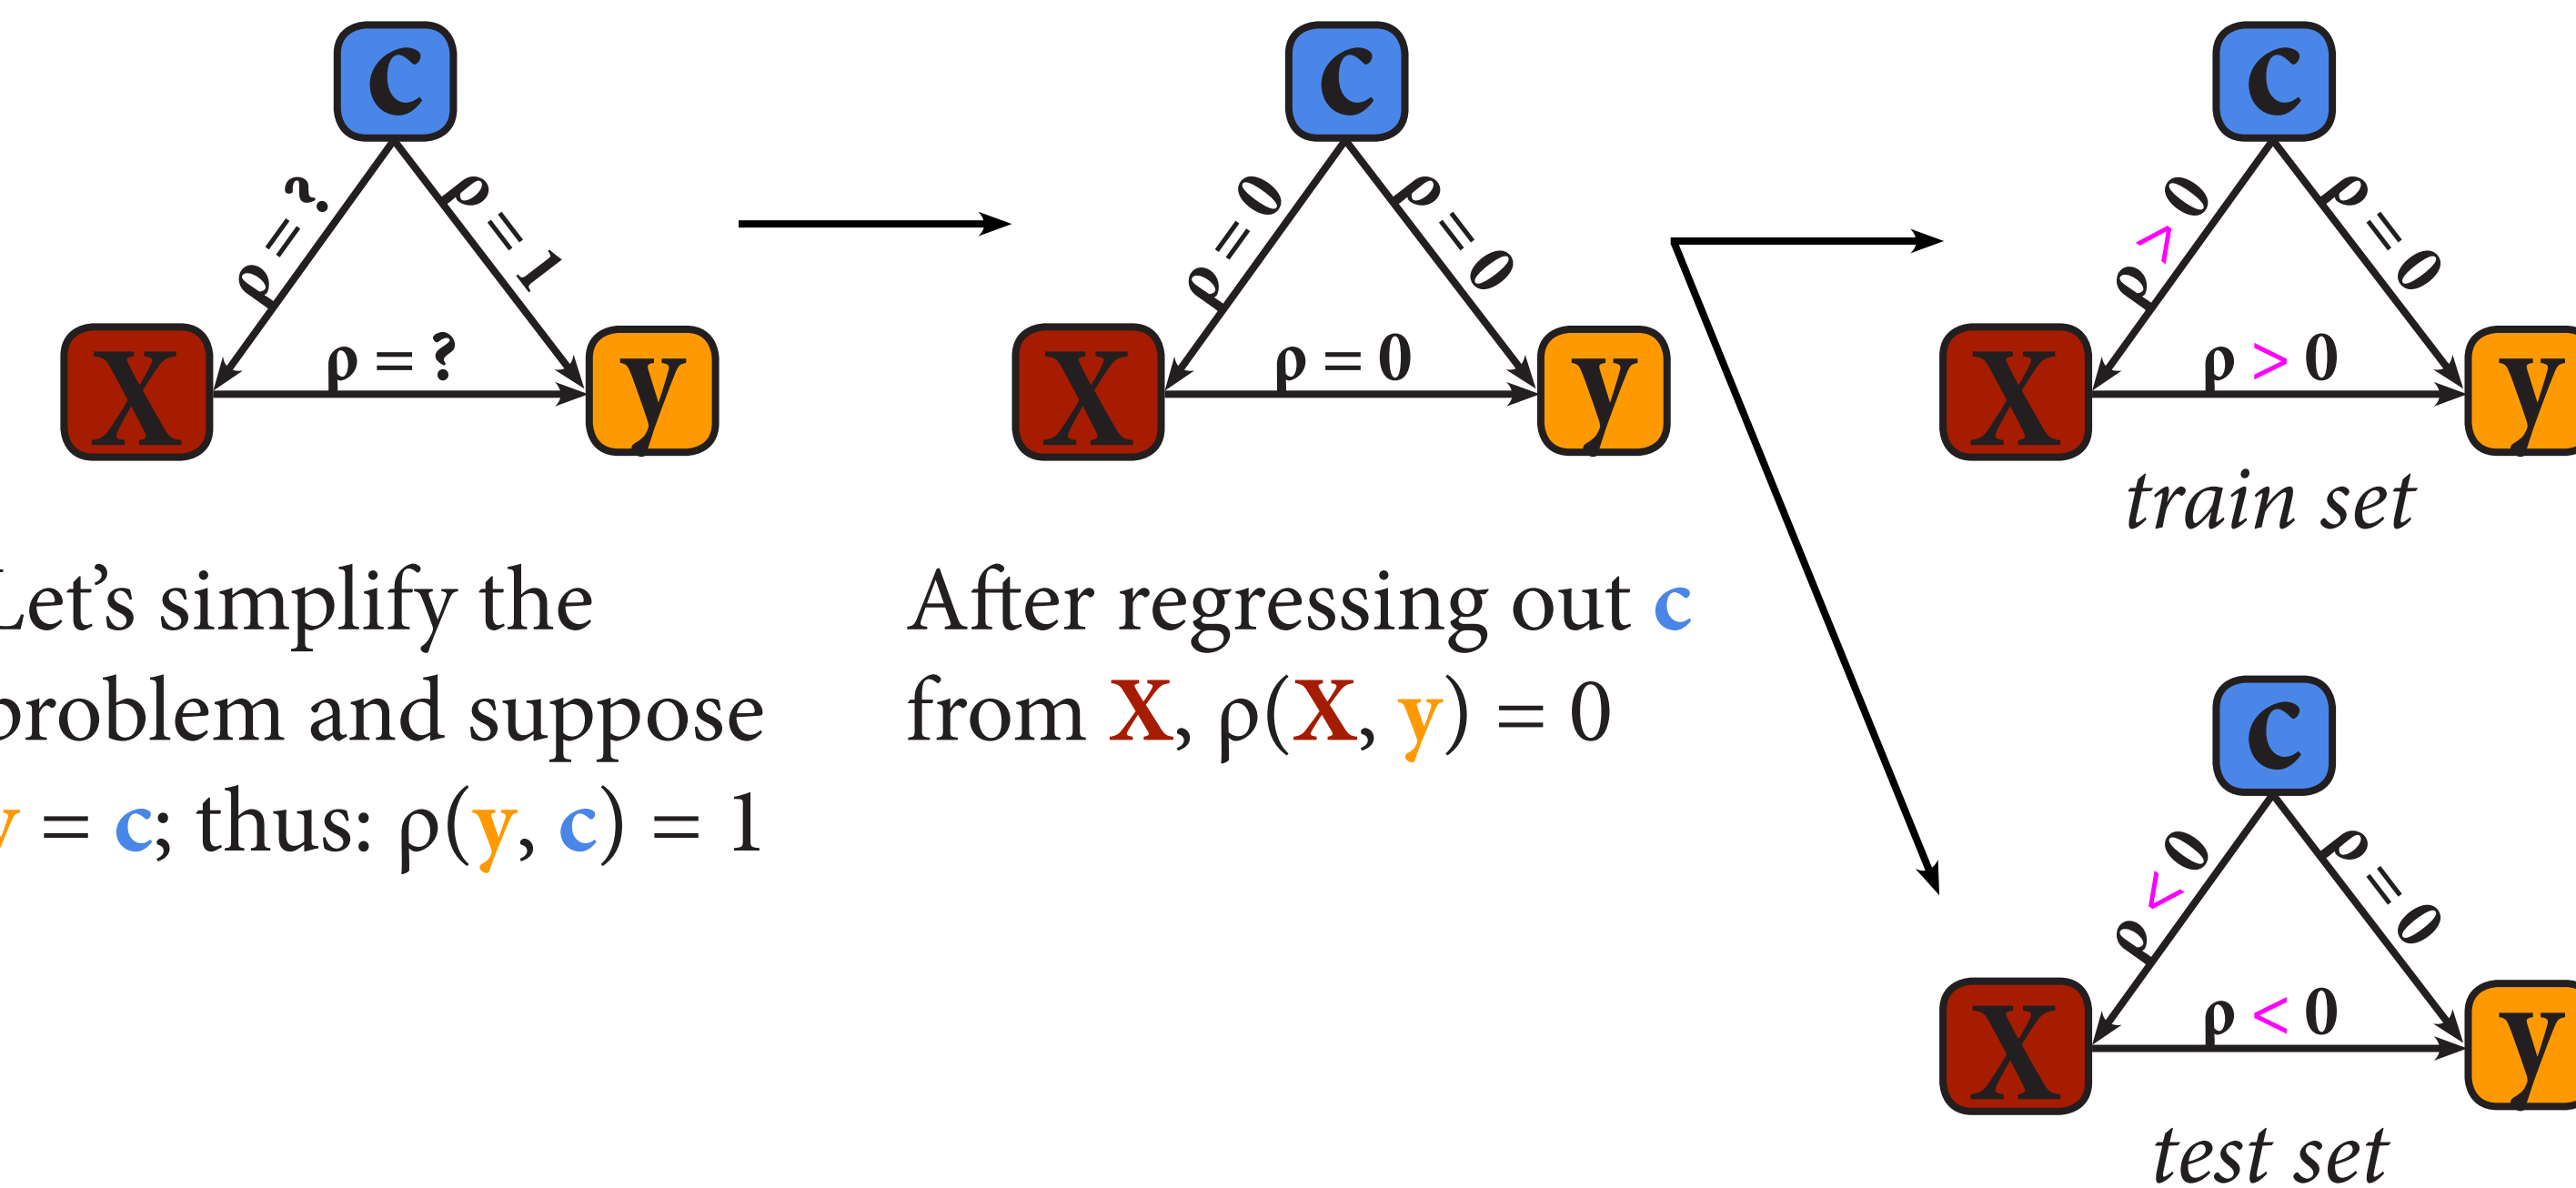 c
ρ = ?
ρ = 1
X
ρ = ?
y
Let's simplify the
problem and suppose
y = c; thus: ρ(y, c) = 1
c
ρ = 0
ρ = 0
X
ρ = 0
y
After regressing out c
from X, ρ(X, y) = 0
c
ρ > 0
ρ = 0
X
ρ > 0
y
train set
c
ρ < 0
ρ = 0
X
ρ < 0
y
test set